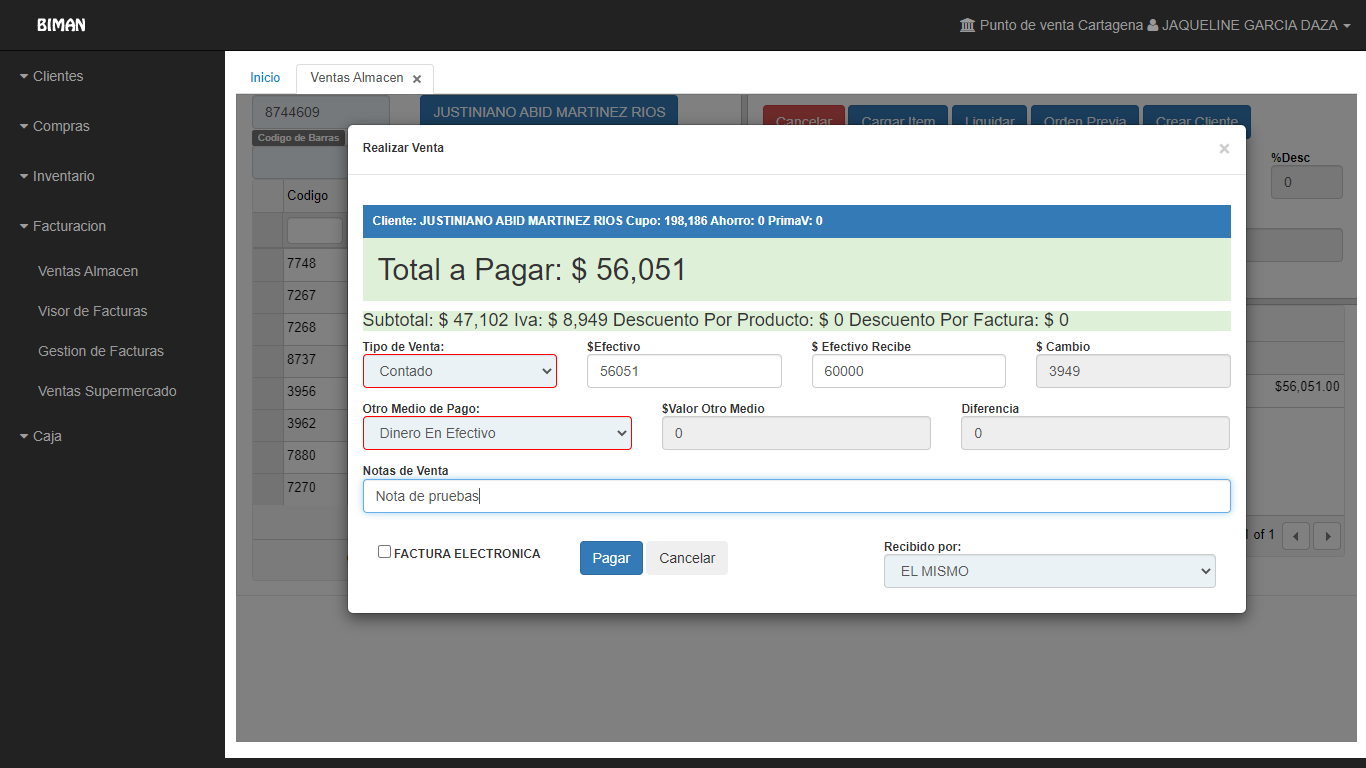 BIMAN
Punto de venta Cartagena JAQUELINE GARCIA DAZA
Clientes
Compras
Inventario
Facturacion
Ventas Almacen
Visor de Facturas
Gestion de Facturas
Ventas Supermercado
Caja
Inicio
Ventas Almacen
8744609
JUSTINIANO ABID MARTINEZ RIOS
Cancelar
Cargar Item
Liquidar
Orden Previa
Crear Cliente
Codigo de Barras
%Desc
0
Codigo
7748
7267
7268
8737
3956
3962
7880
7270
$56,051.00
of 1
Realizar Venta
×
Cliente: JUSTINIANO ABID MARTINEZ RIOS Cupo: 198,186 Ahorro: 0 PrimaV: 0
Total a Pagar: $ 56,051
Subtotal: $ 47,102 Iva: $ 8,949 Descuento Por Producto: $ 0 Descuento Por Factura: $ 0
Tipo de Venta:
$Efectivo
$ Efectivo Recibe
$ Cambio
Contado
56051
60000
3949
Otro Medio de Pago:
$Valor Otro Medio
Diferencia
Dinero En Efectivo
0
0
Notas de Venta
Nota de pruebas
FACTURA ELECTRONICA
Pagar
Cancelar
Recibido por:
EL MISMO